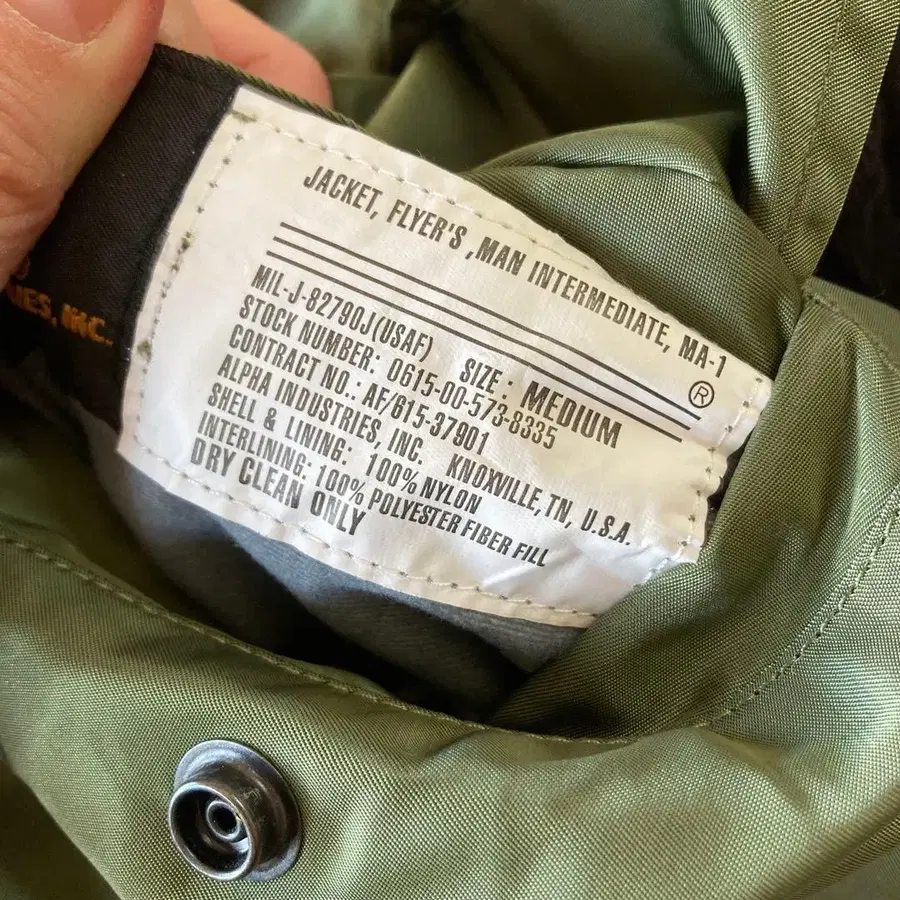 JACKET, FLYER'S, MAN INTERMEDIATE, MA-1
®
MIL-J-8279OJ(USAF) SIZE: MEDIUM
STOCK NUMBER: 0615-00-573-8335
CONTRACT NO.: AF/615-37901
ALPHA INDUSTRIES, INC. KNOXVILLE, TN, U.S.A.
SHELL & LINING: 100% NYLON
INTERLINING: 100% POLYESTER FIBER FILL
DRY CLEAN ONLY
INC.